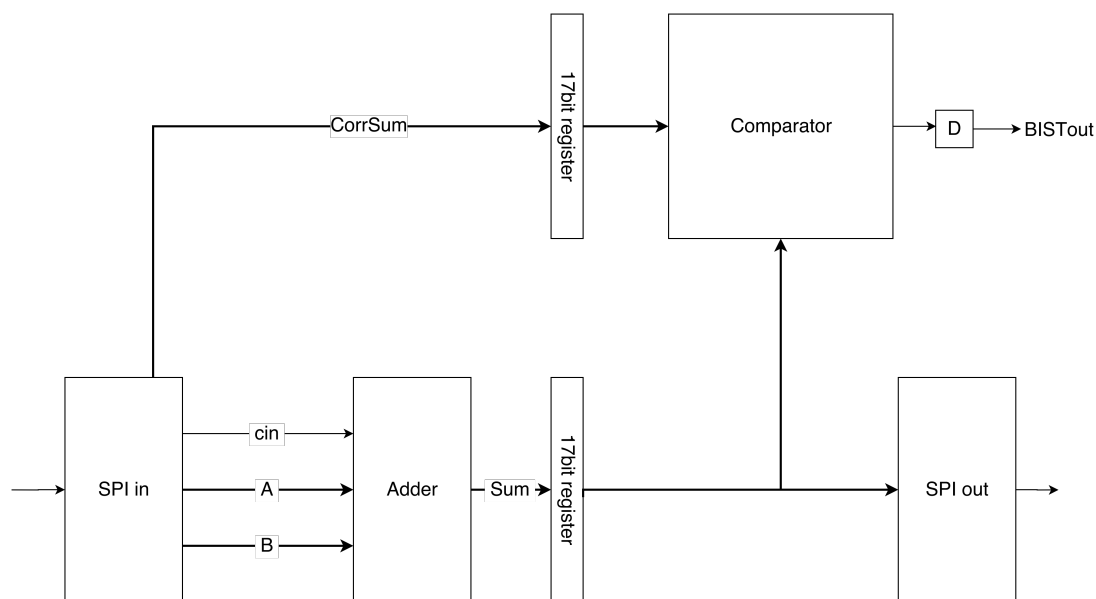 17bit register
CorrSum
Comparator
D
BISTout
SPI in
cin
A
B
Adder
Sum
17bit register
SPI out